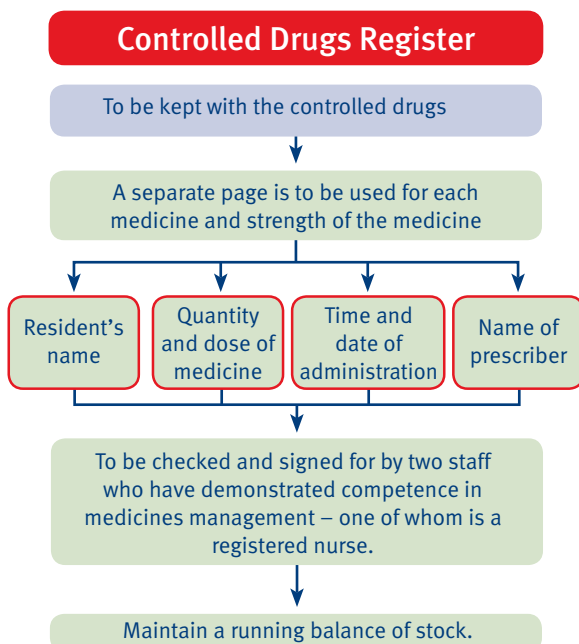 Controlled Drugs Register
To be kept with the controlled drugs
A separate page is to be used for each
medicine and strength of the medicine
Resident’s
name
Quantity
and dose of
medicine
Time and
date of
administration
Name of
prescriber
To be checked and signed for by two staff
who have demonstrated competence in
medicines management – one of whom is a
registered nurse.
Maintain a running balance of stock.